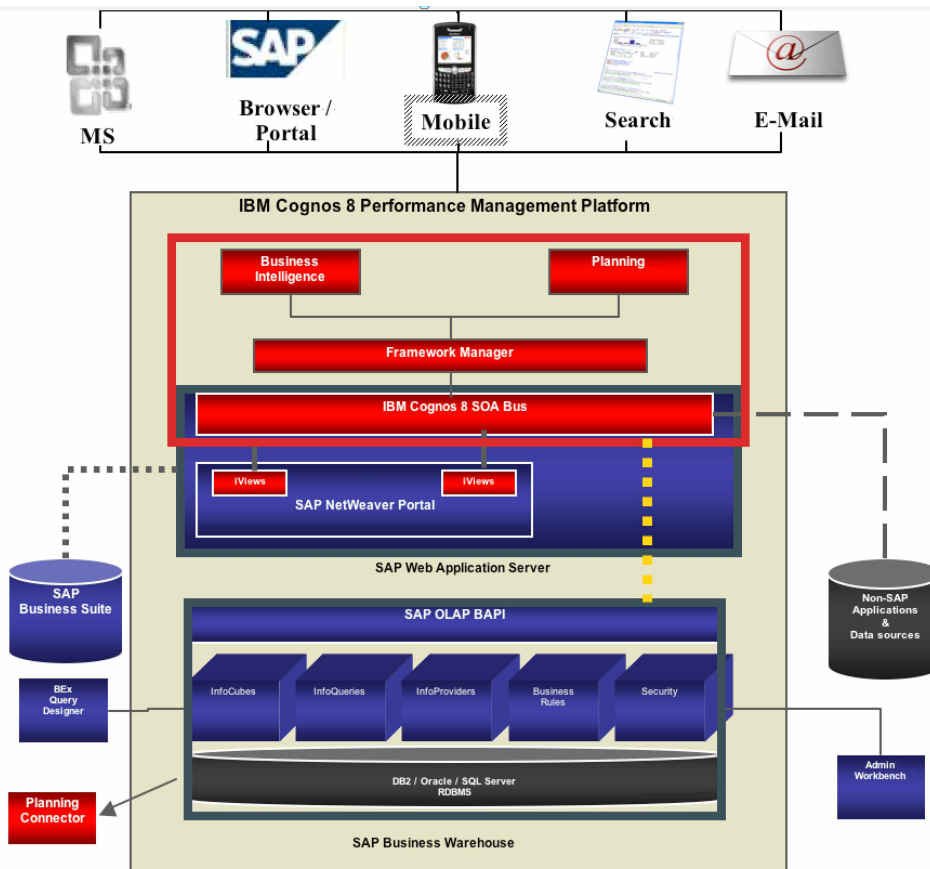 SAP
@
MS
Browser /
Portal
Mobile
Search
E-Mail
IBM Cognos 8 Performance Management Platform
Business
Intelligence
Planning
Framework Manager
IBM Cognos 8 SOA Bus
iViews
iViews
SAP NetWeaver Portal
SAP Web Application Server
SAP
Business Suite
Non-SAP
Applications
&
Data sources
SAP OLAP BAPI
InfoCubes
InfoQueries
InfoProviders
Business
Rules
Security
BEx
Query
Designer
DB2 / Oracle / SQL Server
RDBMS
Admin
Workbench
Planning
Connector
SAP Business Warehouse